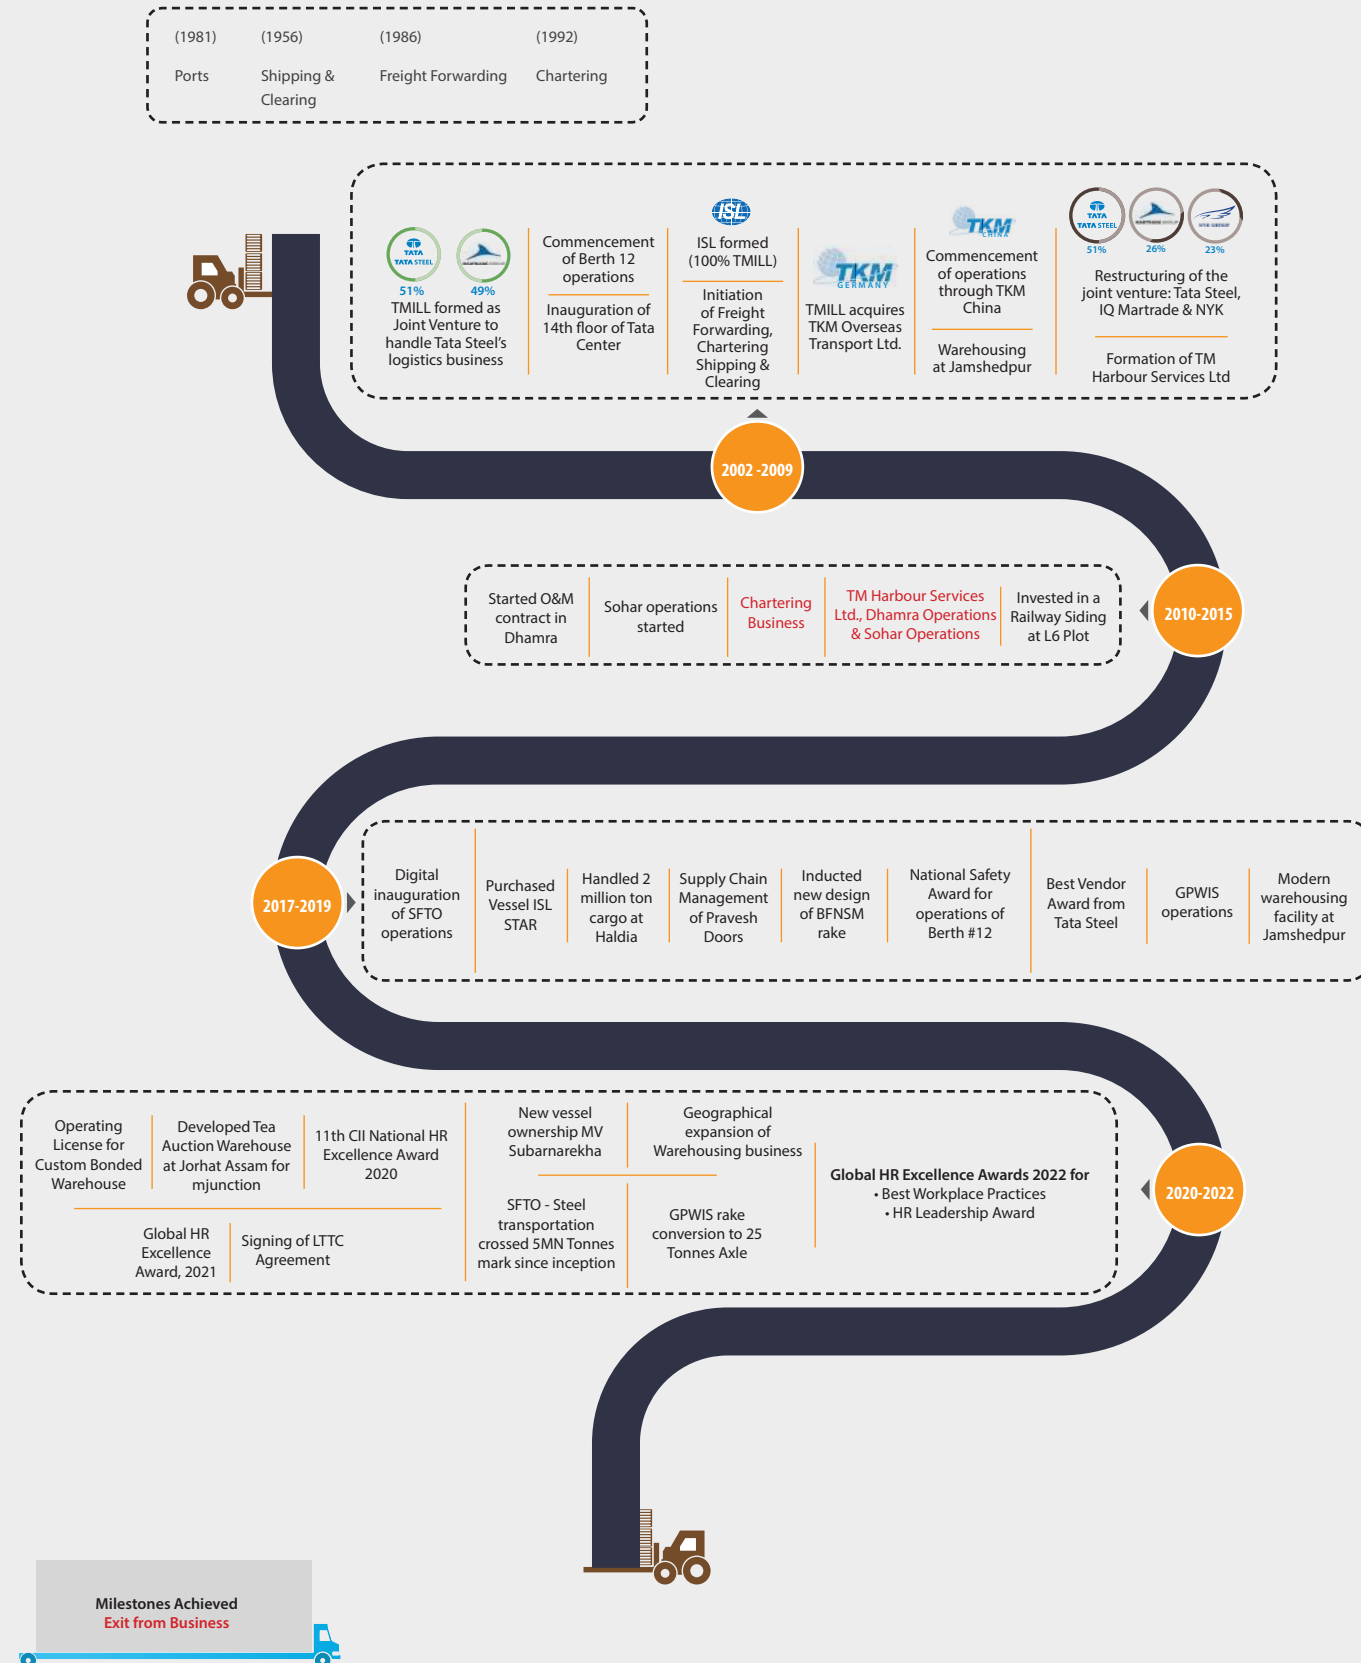 (1981)
(1956)
(1986)
(1992)
Ports
Shipping &
Clearing
Freight Forwarding
Chartering
TATA
TATA STEEL
51%
49%
TMILL formed as
Joint Venture to
handle Tata Steel's
logistics business
Commencement
of Berth 12
operations
Inauguration of
14th floor of Tata
Center
ISL
ISL formed
(100% TMILL)
Initiation
of Freight
Forwarding,
Chartering
Shipping &
Clearing
TKM
GERMANY
TMILL acquires
TKM Overseas
Transport Ltd.
TKM
CHINA
Commencement
of operations
through TKM
China
Warehousing
at Jamshedpur
TATA
TATA STEEL
51%
26%
23%
Restructuring of the
joint venture: Tata Steel,
IQ Martrade & NYK
Formation of TM
Harbour Services Ltd
2002 -2009
Started O&M
contract in
Dhamra
Sohar operations
started
Chartering
Business
TM Harbour Services
Ltd., Dhamra Operations
& Sohar Operations
Invested in a
Railway Siding
at L6 Plot
2010-2015
2017-2019
Digital
inauguration
of SFTO
operations
Purchased
Vessel ISL
STAR
Handled 2
million ton
cargo at
Haldia
Supply Chain
Management
of Pravesh
Doors
Inducted
new design
of BFNSM
rake
National Safety
Award for
operations of
Berth #12
Best Vendor
Award from
Tata Steel
GPWIS
operations
Modern
warehousing
facility at
Jamshedpur
Operating
License for
Custom Bonded
Warehouse
Developed Tea
Auction Warehouse
at Jorhat Assam for
mjunction
11th CII National HR
Excellence Award
2020
Global HR
Excellence
Award, 2021
Signing of LTTC
Agreement
New vessel
ownership MV
Subarnarekha
Geographical
expansion of
Warehousing business
SFTO - Steel
transportation
crossed 5MN Tonnes
mark since inception
GPWIS rake
conversion to 25
Tonnes Axle
Global HR Excellence Awards 2022 for
• Best Workplace Practices
• HR Leadership Award
2020-2022
Milestones Achieved
Exit from Business